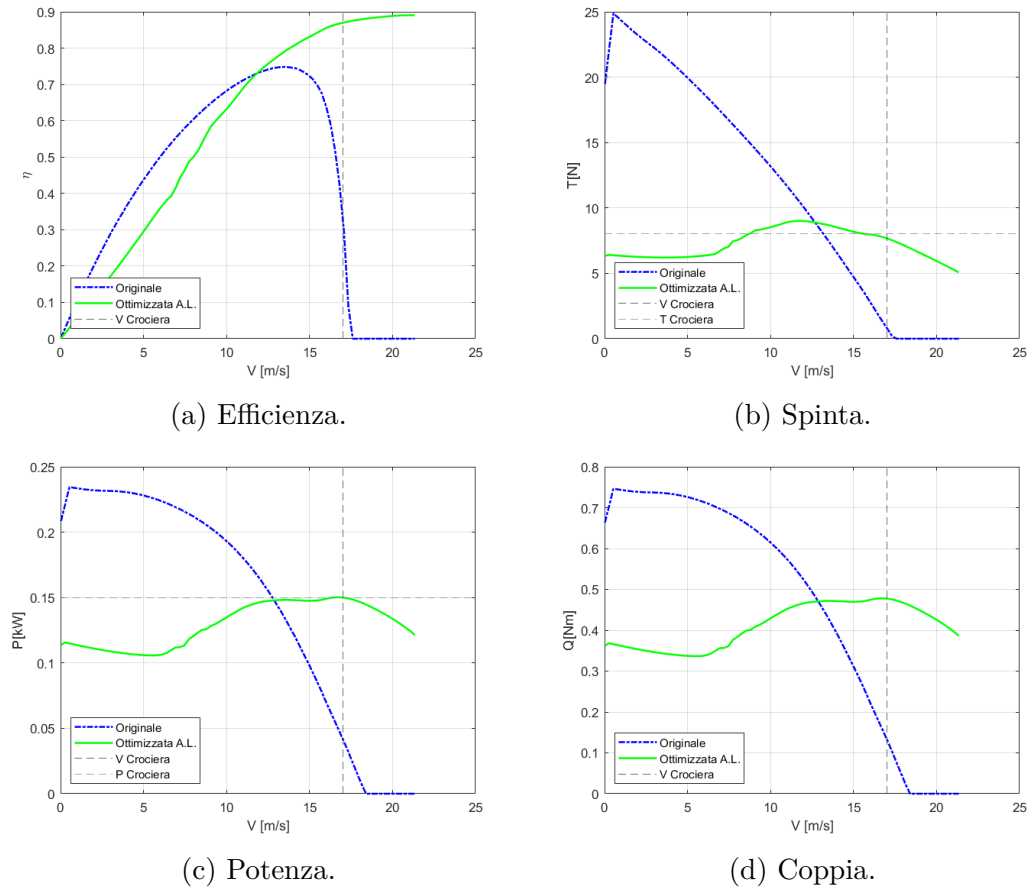 0.9
0.8
0.7
0.6
0.5
0.4
0.3
0.2
0.1
0
η
Originale
Ottimizzata A.L.
V Crociera
0 5 10 15 20 25
V [m/s]
(a) Efficienza.
25
20
15
10
5
0
T[N]
Originale
Ottimizzata A.L.
V Crociera
T Crociera
0 5 10 15 20 25
V [m/s]
(b) Spinta.
0.25
0.2
0.15
0.1
0.05
0
P[kW]
Originale
Ottimizzata A.L.
V Crociera
P Crociera
0 5 10 15 20 25
V [m/s]
(c) Potenza.
0.8
0.7
0.6
0.5
0.4
0.3
0.2
0.1
0
Q[Nm]
Originale
Ottimizzata A.L.
V Crociera
0 5 10 15 20 25
V [m/s]
(d) Coppia.